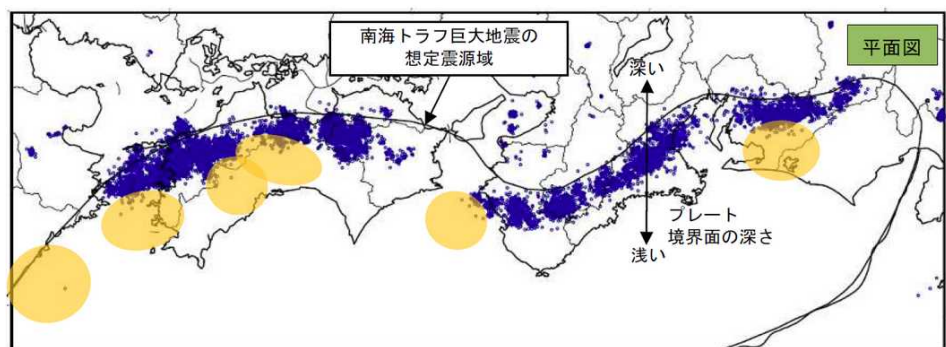 南海トラフ巨大地震の
想定震源域
平面図
深い
プレート
境界面の深さ
浅い